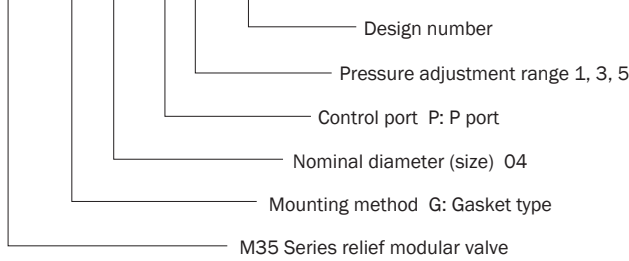 Design number
Pressure adjustment range 1, 3, 5
Control port P: P port
Nominal diameter (size) 04
Mounting method G: Gasket type
M35 Series relief modular valve